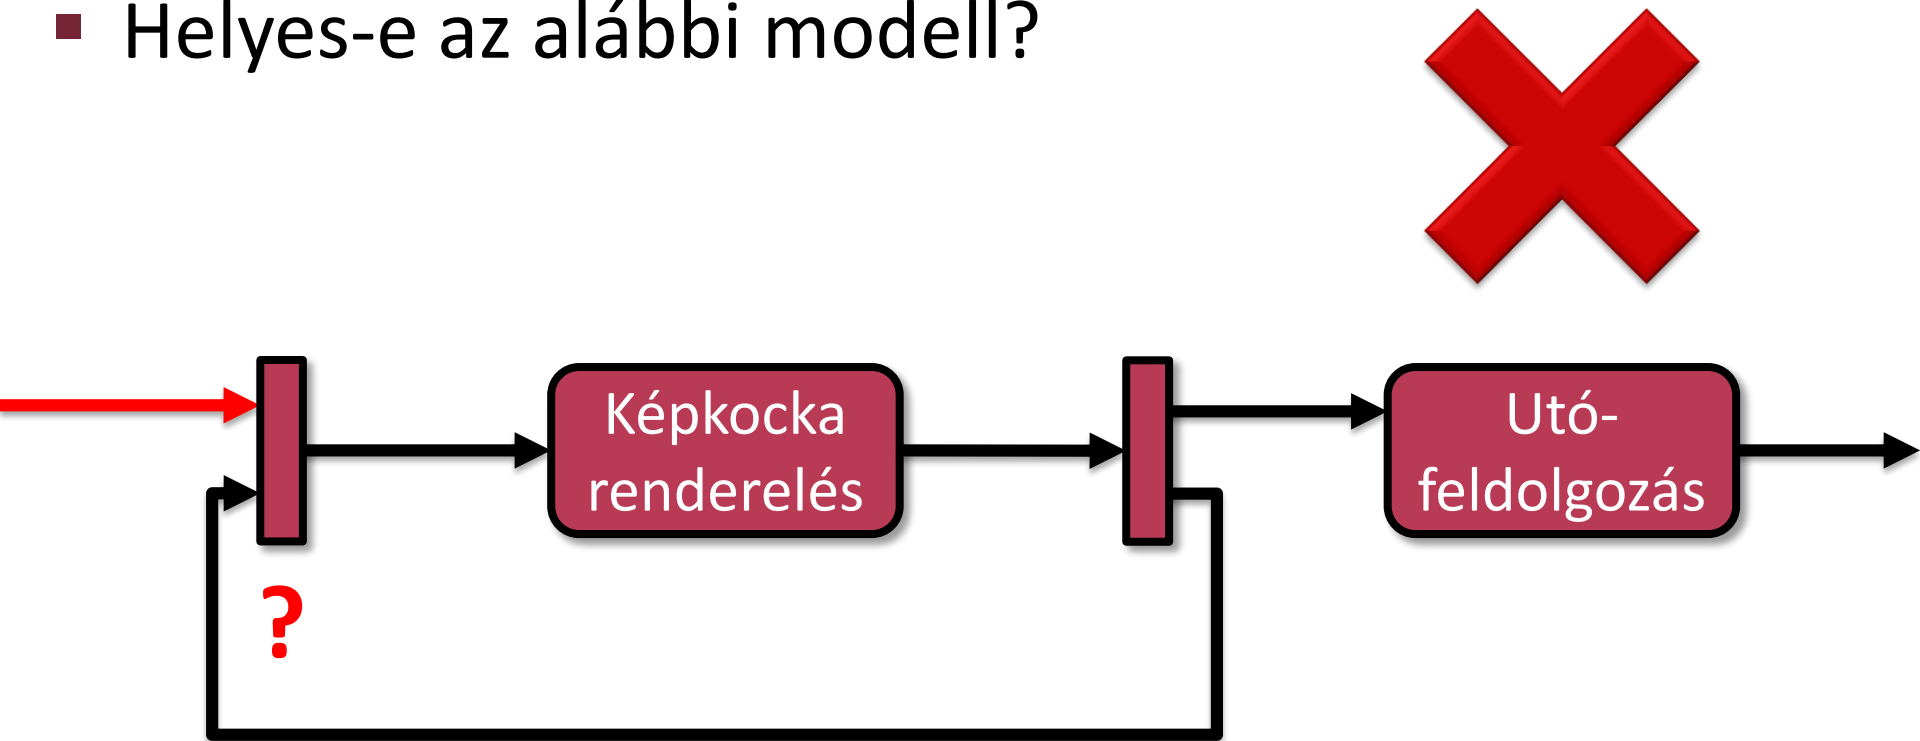 Helyes-e az alábbi modell?
Képkocka
renderelés
Utó-
feldolgozás
?